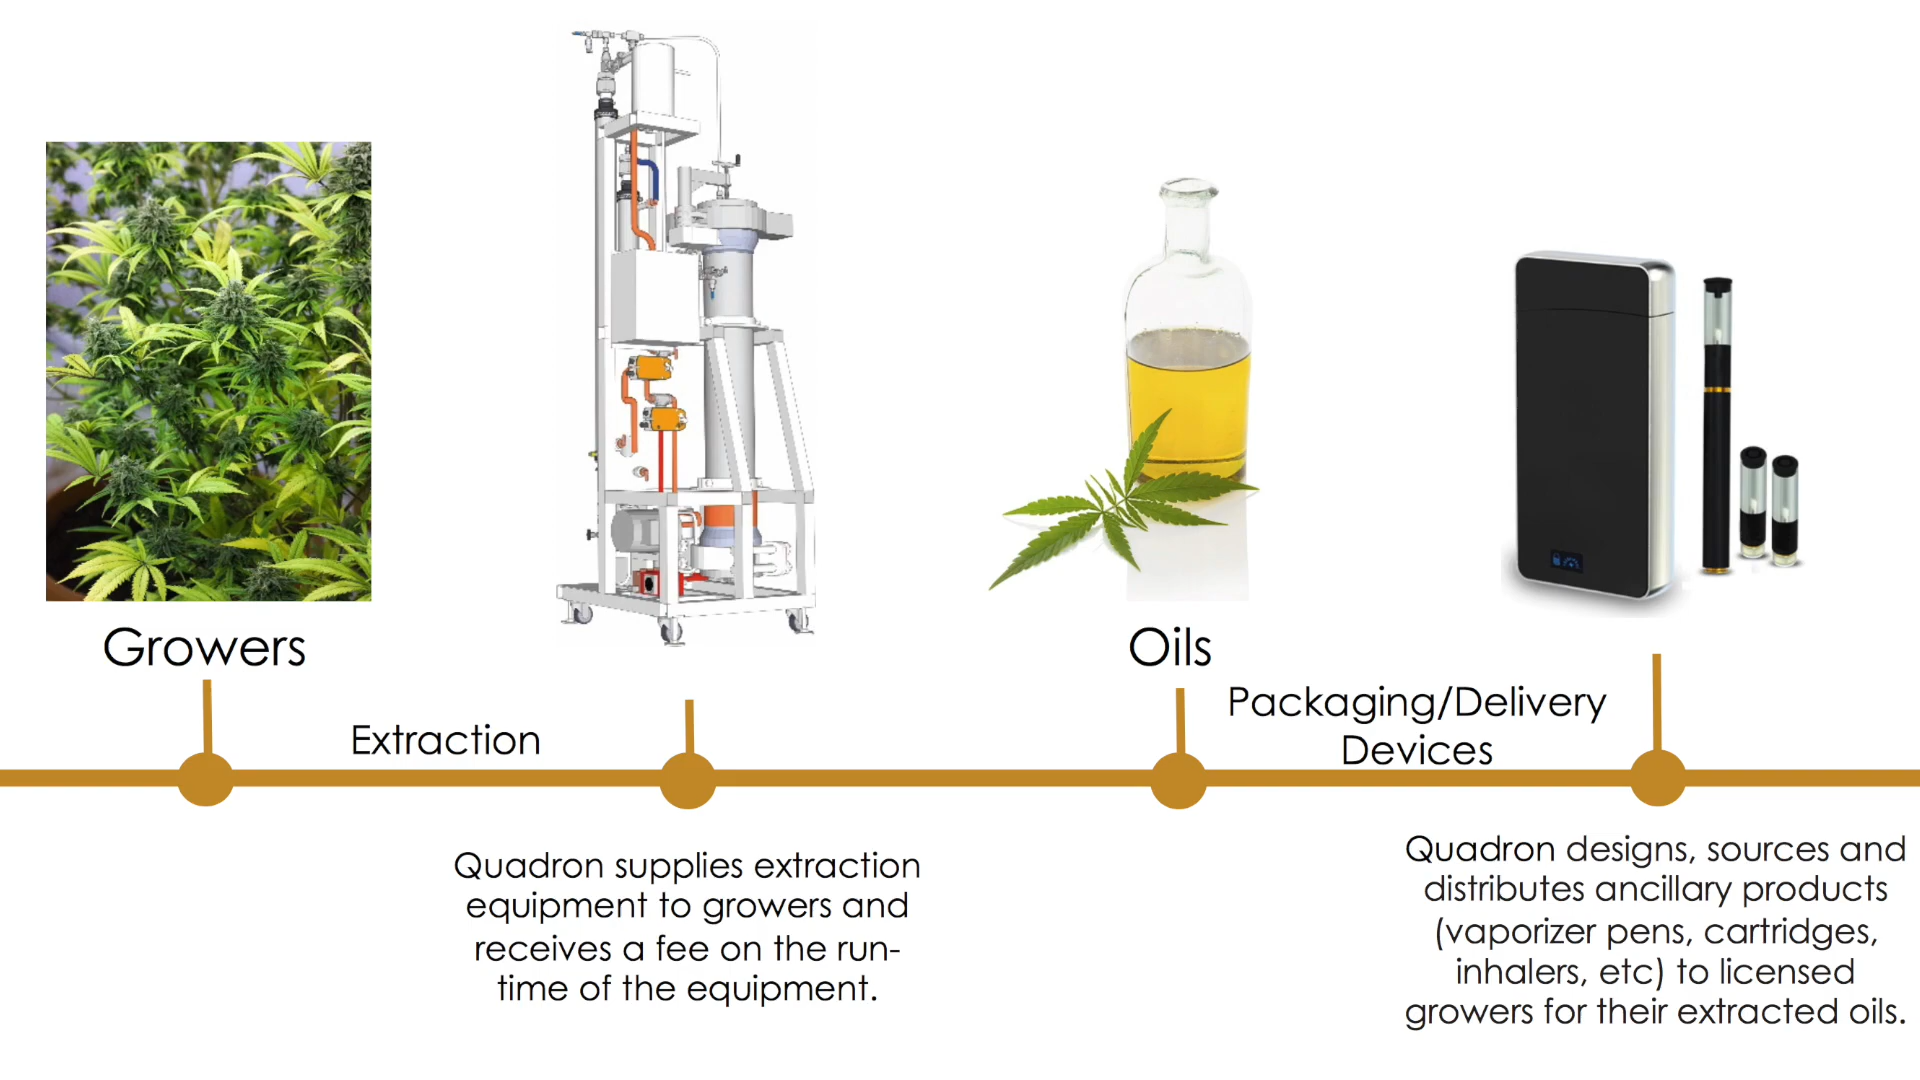 Growers
Extraction
Quadron supplies extraction
equipment to growers and
receives a fee on the run-
time of the equipment.
Oils
Packaging/Delivery
Devices
Quadron designs, sources and
distributes ancillary products
(vaporizer pens, cartridges,
inhalers, etc) to licensed
growers for their extracted oils.